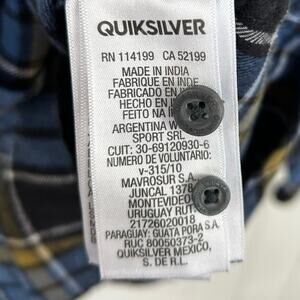 QUIKSILVER
RN 114199 CA 52199
MADE IN INDIA
FABRIQUE EN INDE
FABRICADO EN
HECHO EN
FEITO NA
ARGENTINA
SPORT SRL
CUIT: 30-69120930-6
NUMERO DE VOLUNTARIO:
v-315/10
MAVROSUR S.A.
JUNCAL 1378
MONTEVIDEO
URUGUAY RUT
21726020018
PARAGUAY: GUATA PORA S.A.
RUC 80050373-2
QUIKSILVER MEXICO,
S. DE R.L.